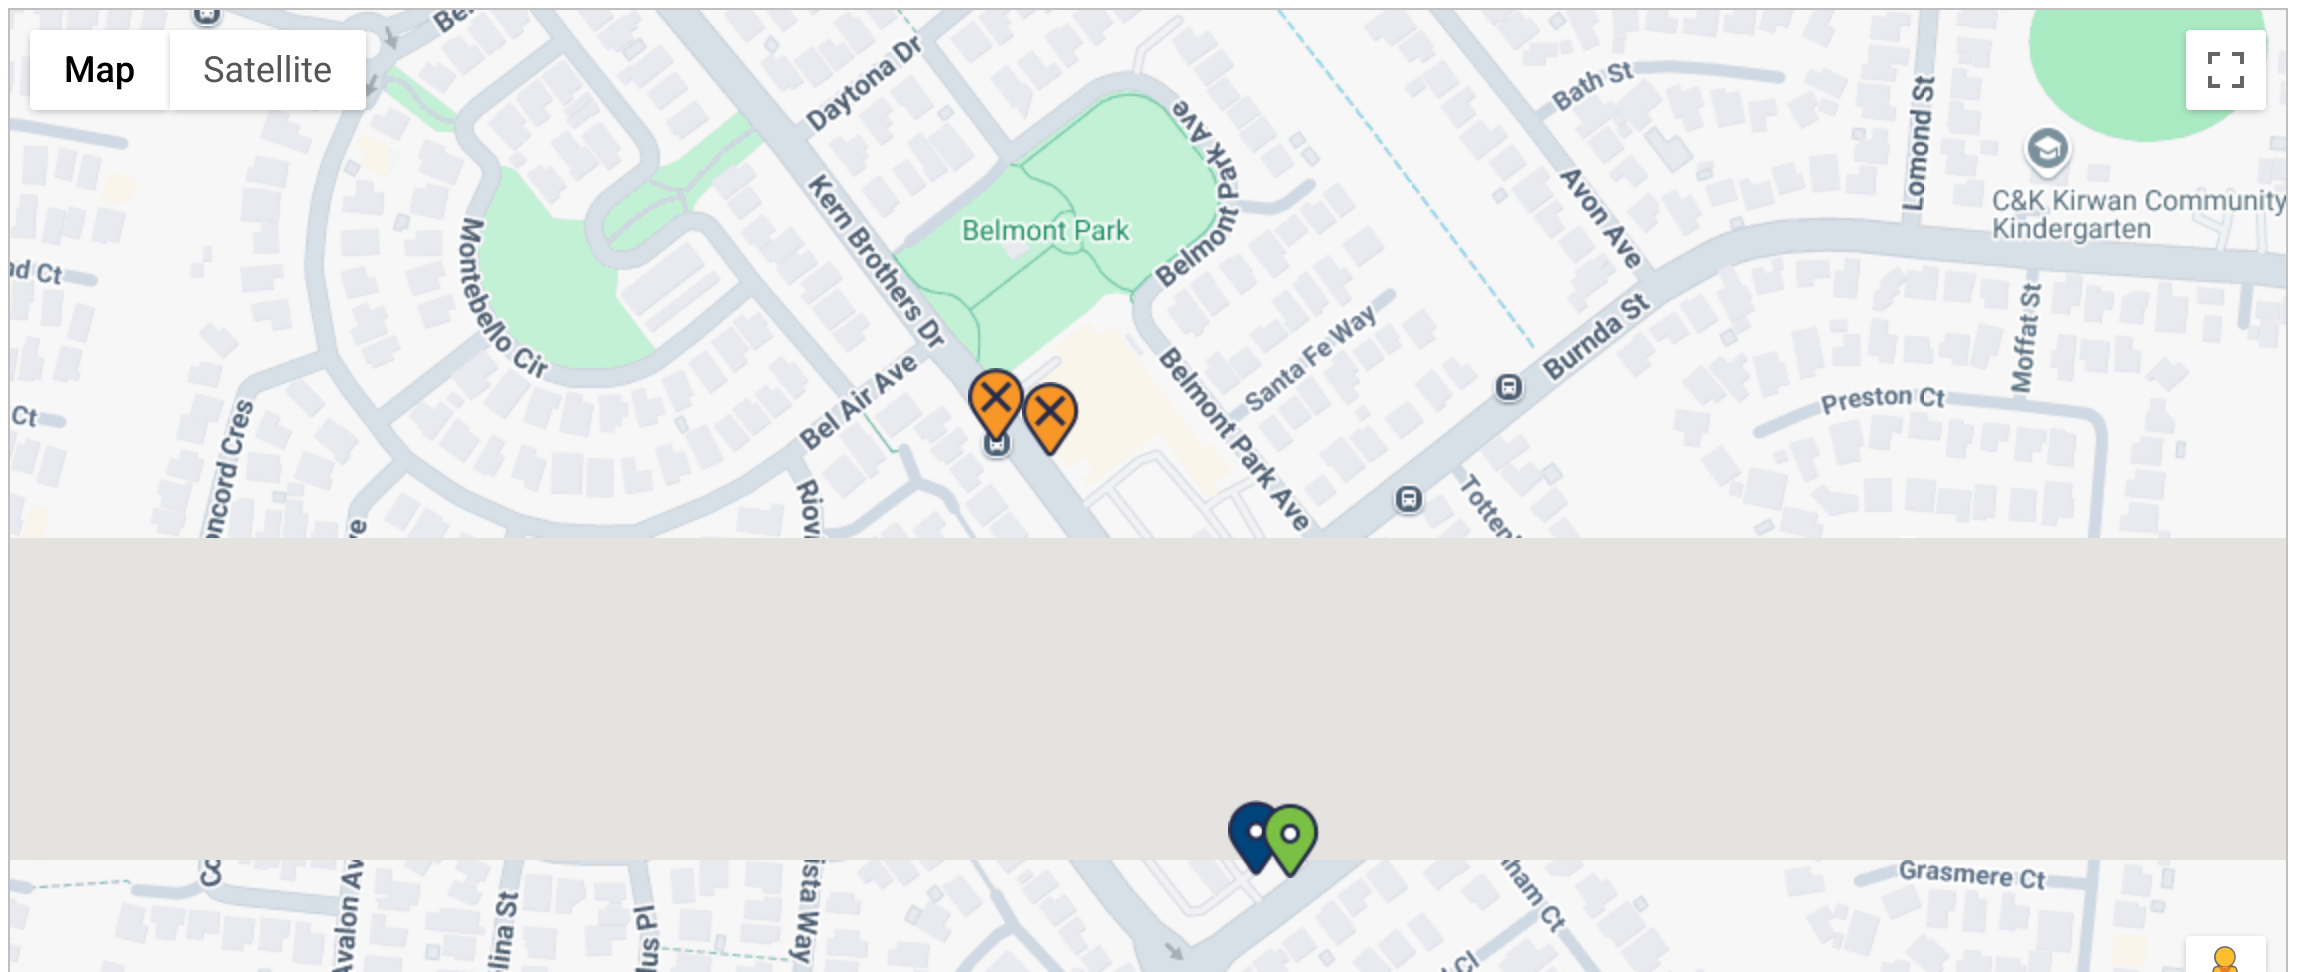 Map
Satellite
Daytona Dr
Bath St
Lomond St
Belmont Park Ave
Kern Brothers Dr
Avon Ave
C&K Kirwan Community
Kindergarten
Belmont Park
Belmont
Montebello Cir
Burnda St
Moffat St
Santa Fe Way
Bel Air Ave
Belmont Park Ave
Preston Ct
Ct
Grasmere Ct